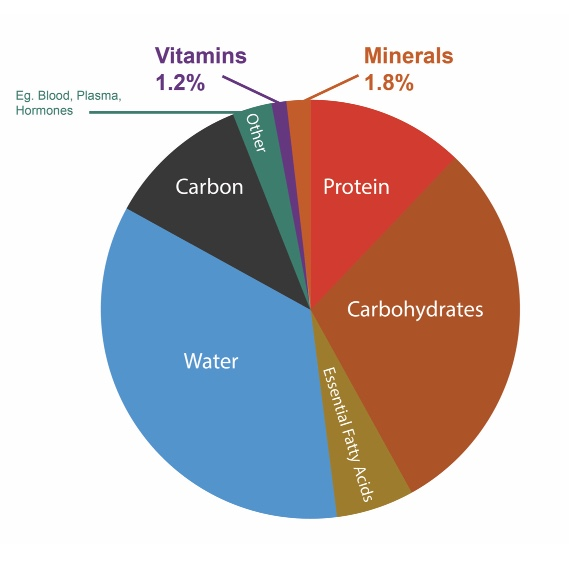 Vitamins
1.2%
Minerals
1.8%
Eg. Blood, Plasma,
Hormones
Other
Carbon
Protein
Carbohydrates
Water
Essential Fatty Acids